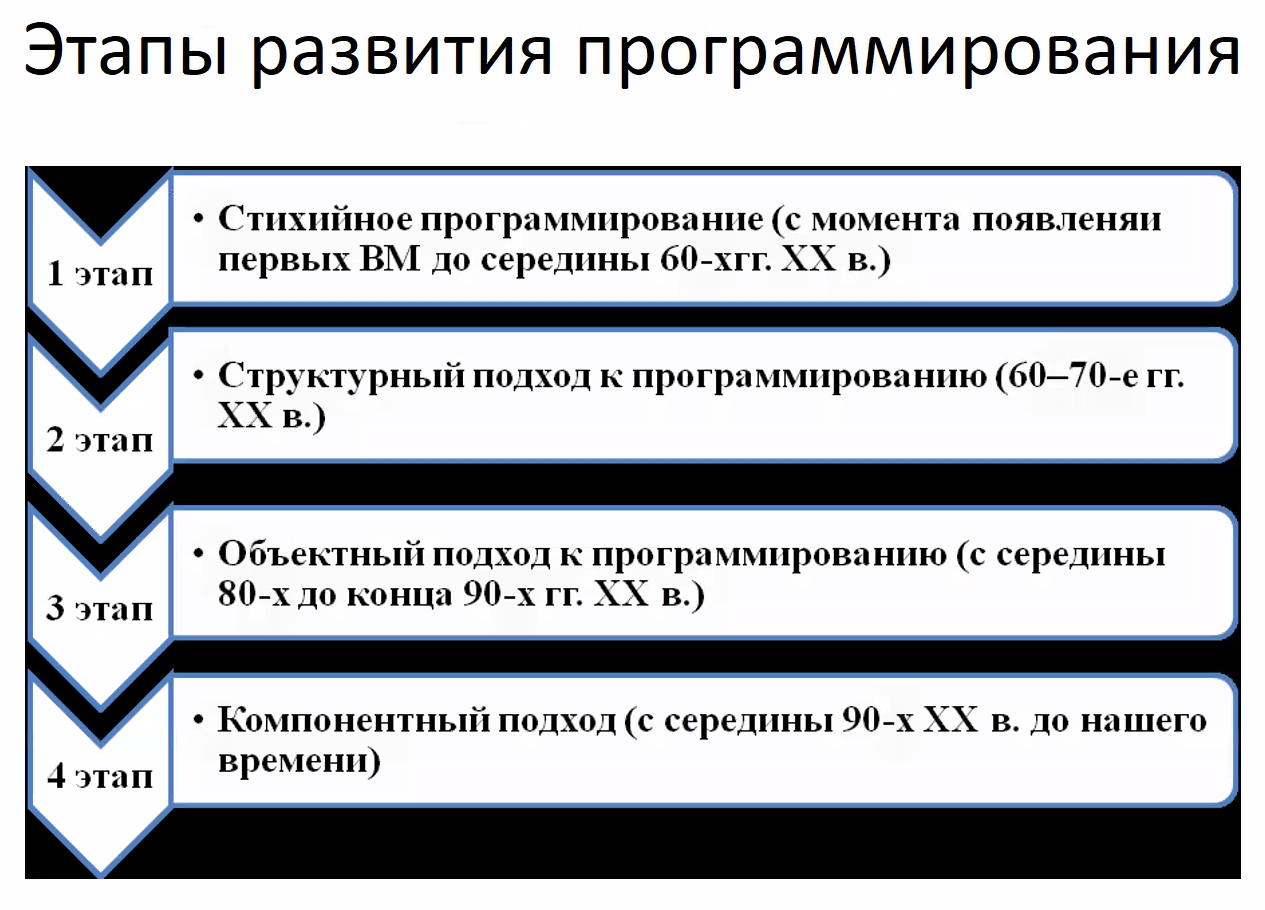 Этапы развития программирования
1 этап
• Стихийное программирование (с момента появленяи
первых ВМ до середины 60-хгг. XX в.)
2 этап
• Структурный подход к программированию (60–70-е гг.
XX в.)
3 этап
• Объектный подход к программированию (с середины
80-х до конца 90-х гг. XX в.)
4 этап
• Компонентный подход (с середины 90-х XX в. до нашего
времени)